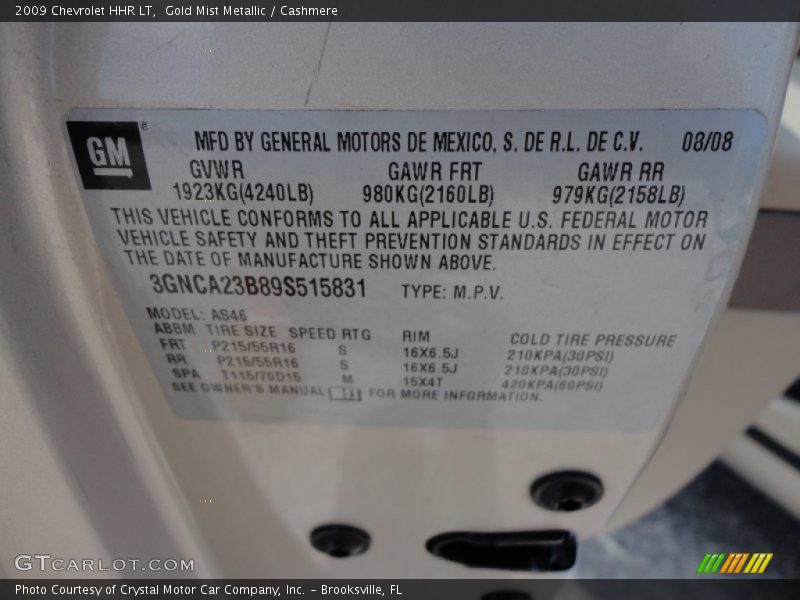 2009 Chevrolet HHR LT,  Gold Mist Metallic / Cashmere
GM
MFD BY GENERAL MOTORS DE MEXICO, S. DE R.L. DE C.V. 08/08
GVWR GAWR FRT GAWR RR
1923KG(4240LB) 980KG(2160LB) 979KG(2158LB)
THIS VEHICLE CONFORMS TO ALL APPLICABLE U.S. FEDERAL MOTOR
VEHICLE SAFETY AND THEFT PREVENTION STANDARDS IN EFFECT ON
THE DATE OF MANUFACTURE SHOWN ABOVE.
3GNCA23B89S515831 TYPE: M.P.V.
MODEL: AS46
ABBM TIRE SIZE SPEED RTG RIM COLD TIRE PRESSURE
FRT P215/55R16 S 16X6.5J 210KPA(30PSI)
RR P215/55R16 S 16X6.5J 210KPA(30PSI)
SPA T115/70D15 M 15X4T 420KPA(60PSI)
SEE OWNER'S MANUAL FOR MORE INFORMATION.
GTCARLOT.COM
Photo Courtesy of Crystal Motor Car Company, Inc. – Brooksville, FL